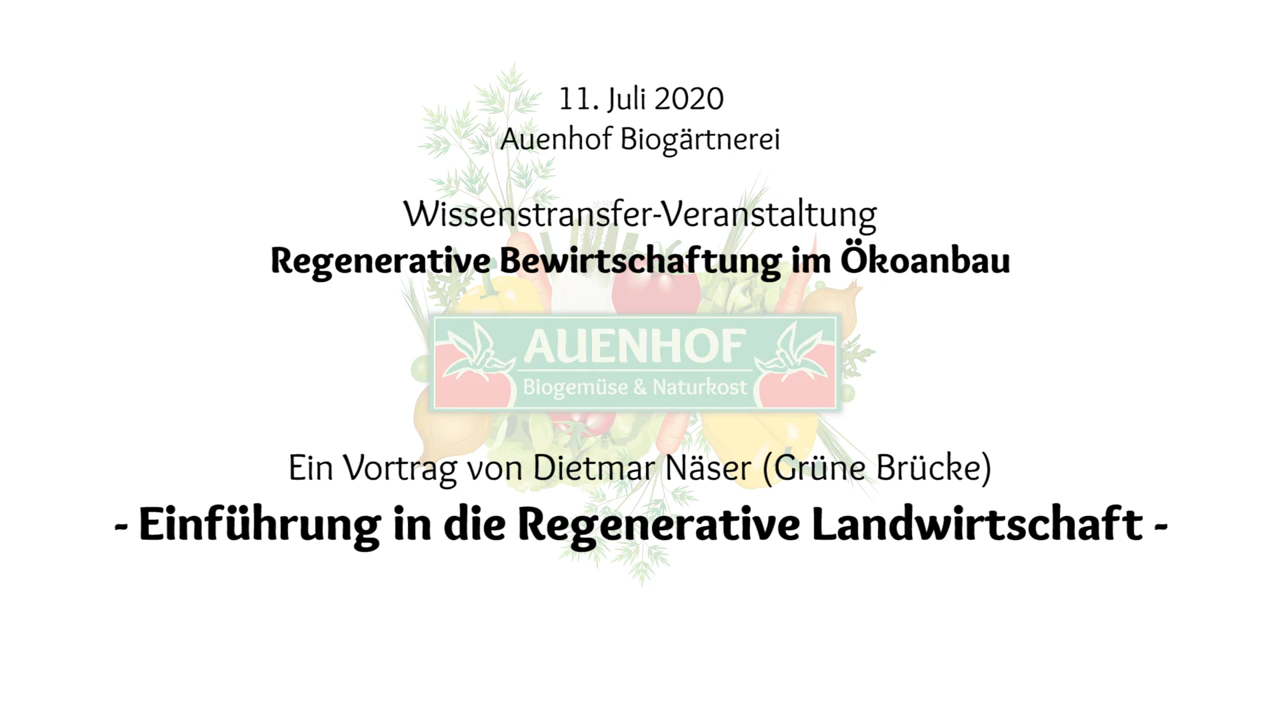 11. Juli 2020
Auenhof Biogärtnerei
Wissenstransfer-Veranstaltung
Regenerative Bewirtschaftung im Ökoanbau
AUENHOF
Biogemüse & Naturkost
Ein Vortrag von Dietmar Näser (Grüne Brücke)
- Einführung in die Regenerative Landwirtschaft -